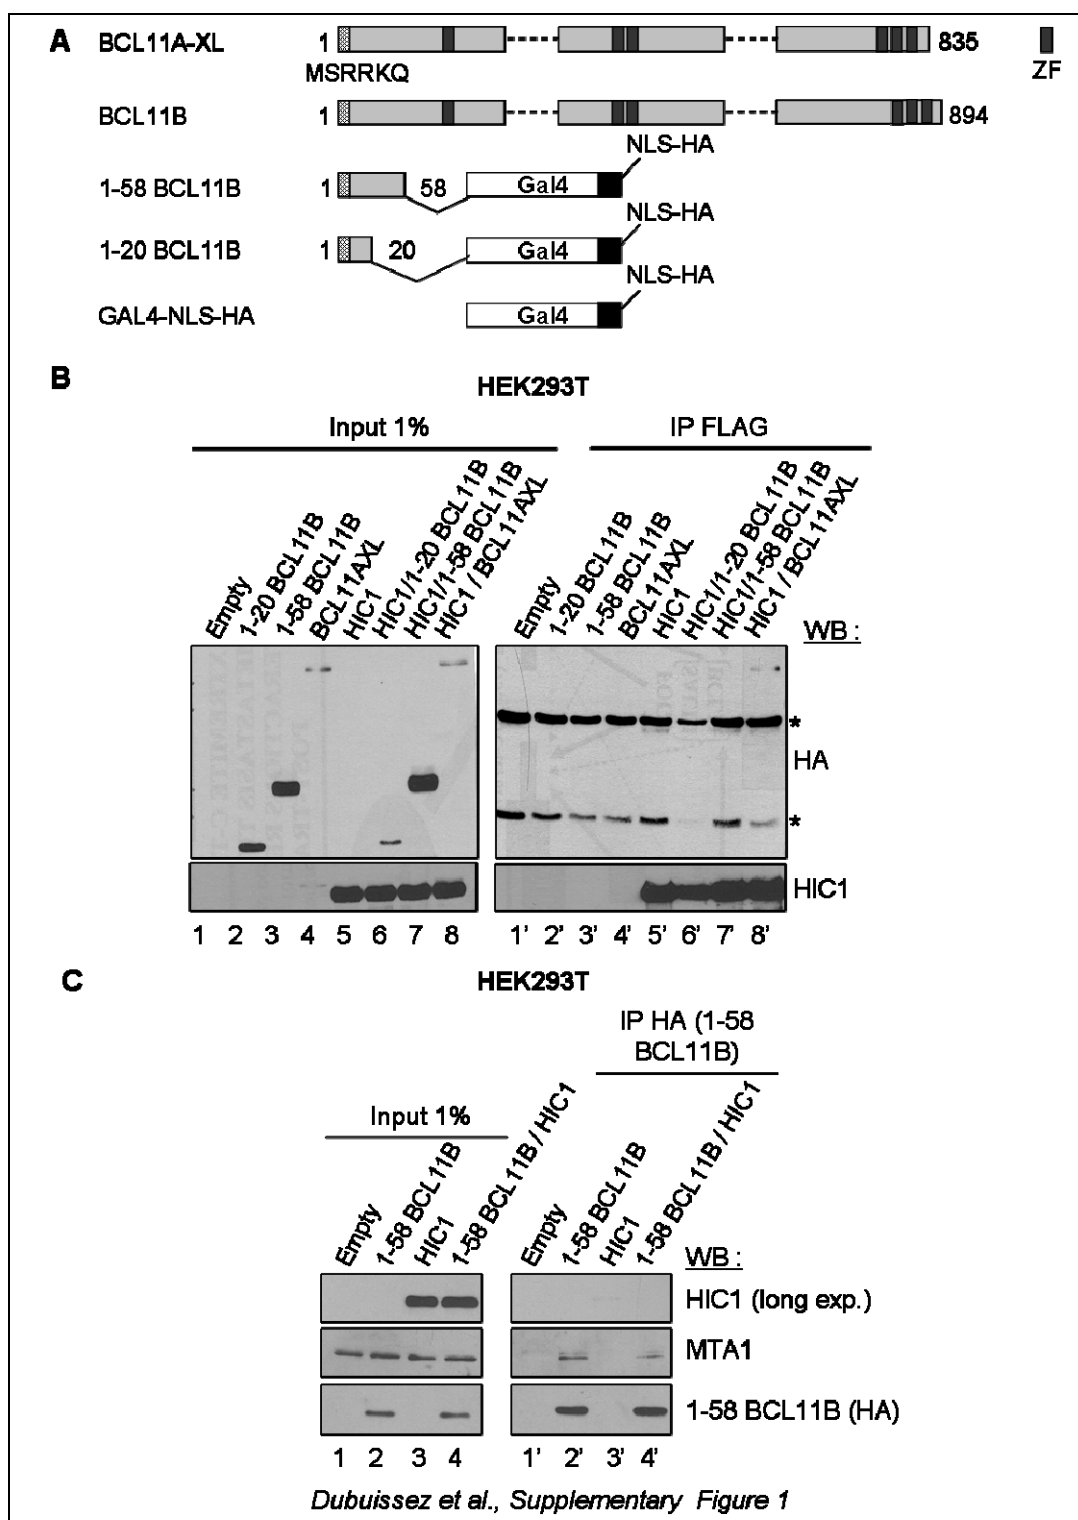 A
BCL11A-XL
1
835
ZF
MSRRKQ
BCL11B
1
894
NLS-HA
1-58 BCL11B
1
58
Gal4
NLS-HA
1-20 BCL11B
1
20
Gal4
NLS-HA
GAL4-NLS-HA
Gal4
B
HEK293T
Input 1%
IP FLAG
Empty
1-20 BCL11B
1-58 BCL11B
BCL11AXL
HIC1
HIC1/1-20 BCL11B
HIC1/1-58 BCL11B
HIC1 / BCL11AXL
Empty
1-20 BCL11B
1-58 BCL11B
BCL11AXL
HIC1
HIC1/1-20 BCL11B
HIC1/1-58 BCL11B
HIC1 / BCL11AXL
WB :
*
HA
*
HIC1
1 2 3 4 5 6 7 8
1' 2' 3' 4' 5' 6' 7' 8'
C
HEK293T
IP HA (1-58
BCL11B)
Input 1%
Empty
1-58 BCL11B
HIC1
1-58 BCL11B / HIC1
Empty
1-58 BCL11B
HIC1
1-58 BCL11B / HIC1
WB :
HIC1 (long exp.)
MTA1
1-58 BCL11B (HA)
1 2 3 4
1' 2' 3' 4'
Dubuissez et al., Supplementary Figure 1